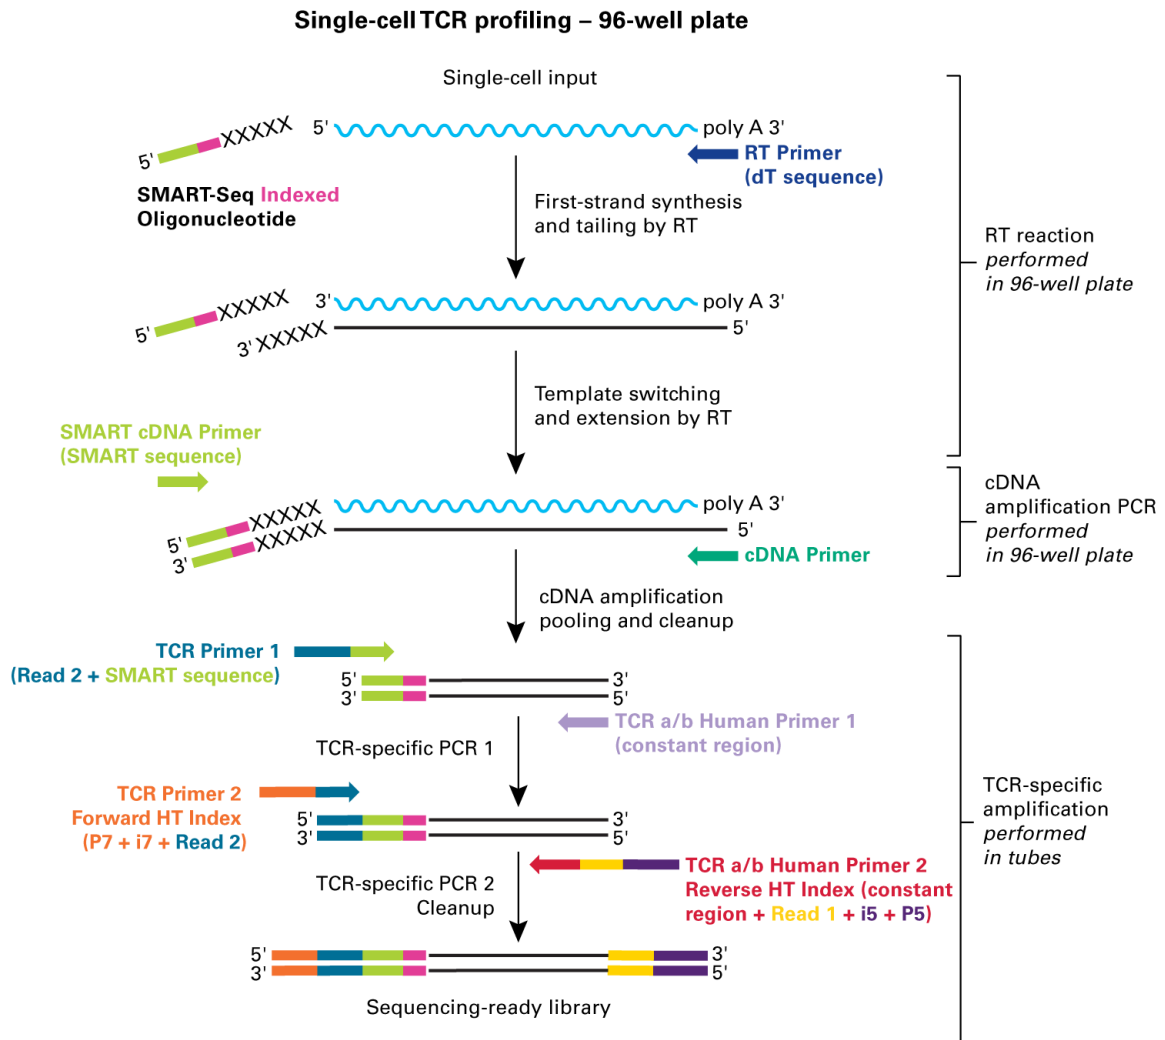 Single-cell TCR profiling – 96-well plate
Single-cell input
5'
XXXXX
5'
poly A 3'
RT Primer
(dT sequence)
SMART-Seq Indexed
Oligonucleotide
First-strand synthesis
and tailing by RT
RT reaction
performed
in 96-well plate
5'
XXXXX
3'
poly A 3'
3'
XXXXX
5'
Template switching
and extension by RT
SMART cDNA Primer
(SMART sequence)
5'
XXXXX
poly A 3'
3'
XXXXX
5'
cDNA Primer
cDNA
amplification PCR
performed
in 96-well plate
cDNA amplification
pooling and cleanup
TCR Primer 1
(Read 2 + SMART sequence)
5'
3'
3'
5'
TCR a/b Human Primer 1
(constant region)
TCR-specific PCR 1
TCR Primer 2
Forward HT Index
(P7 + i7 + Read 2)
5'
3'
3'
5'
TCR-specific
amplification
performed
in tubes
TCR a/b Human Primer 2
Reverse HT Index (constant
region + Read 1 + i5 + P5)
TCR-specific PCR 2
Cleanup
5'
3'
3'
5'
Sequencing-ready library